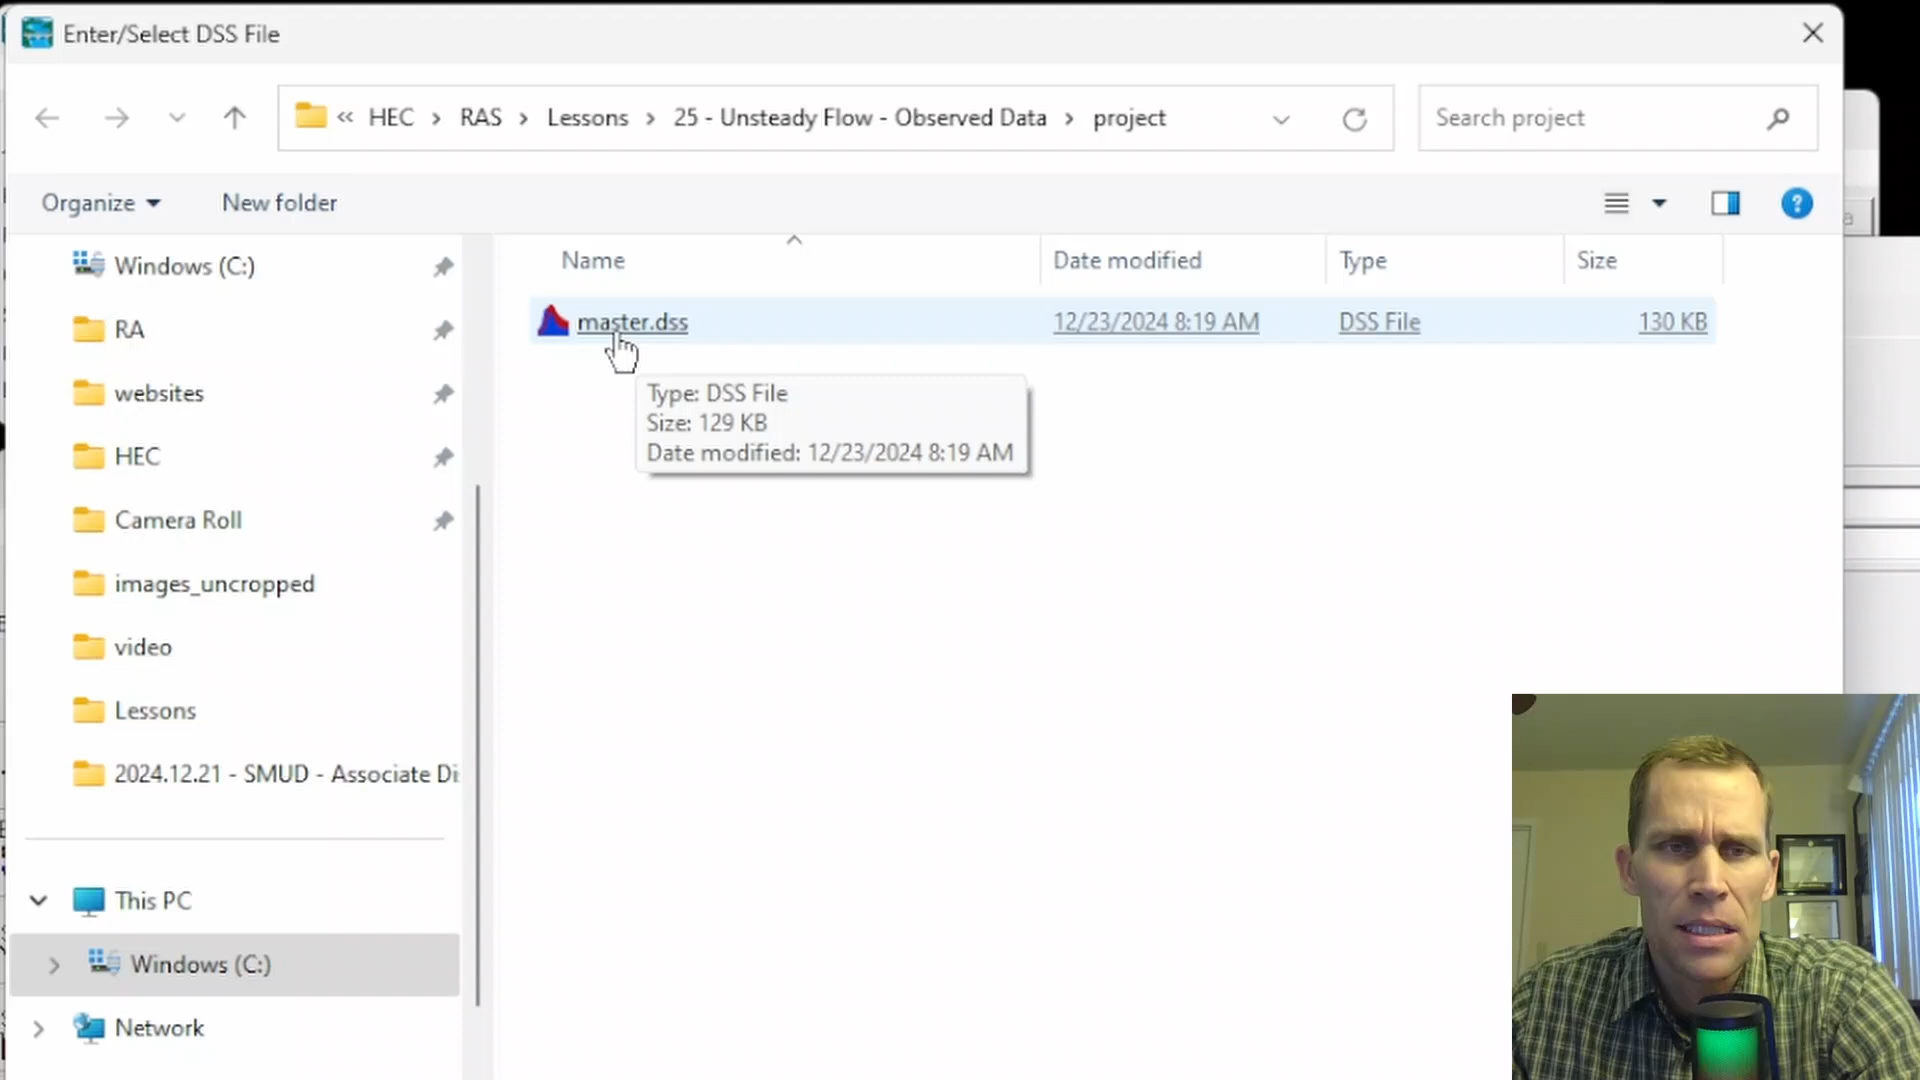 Enter/Select DSS File
« HEC › RAS › Lessons › 25 - Unsteady Flow - Observed Data › project
Search project
Organize
New folder
Name
Date modified
Type
Size
master.dss
12/23/2024 8:19 AM
DSS File
130 KB
Type: DSS File
Size: 129 KB
Date modified: 12/23/2024 8:19 AM
Windows (C:)
RA
websites
HEC
Camera Roll
images_uncropped
video
Lessons
2024.12.21 - SMUD - Associate Di
This PC
Windows (C:)
Network